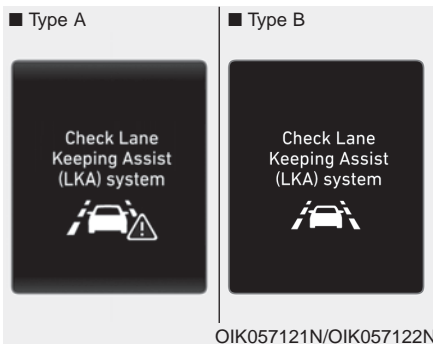 ■ Type A
Check Lane
Keeping Assist
(LKA) system
■ Type B
Check Lane
Keeping Assist
(LKA) system
OIK057121N/OIK057122N